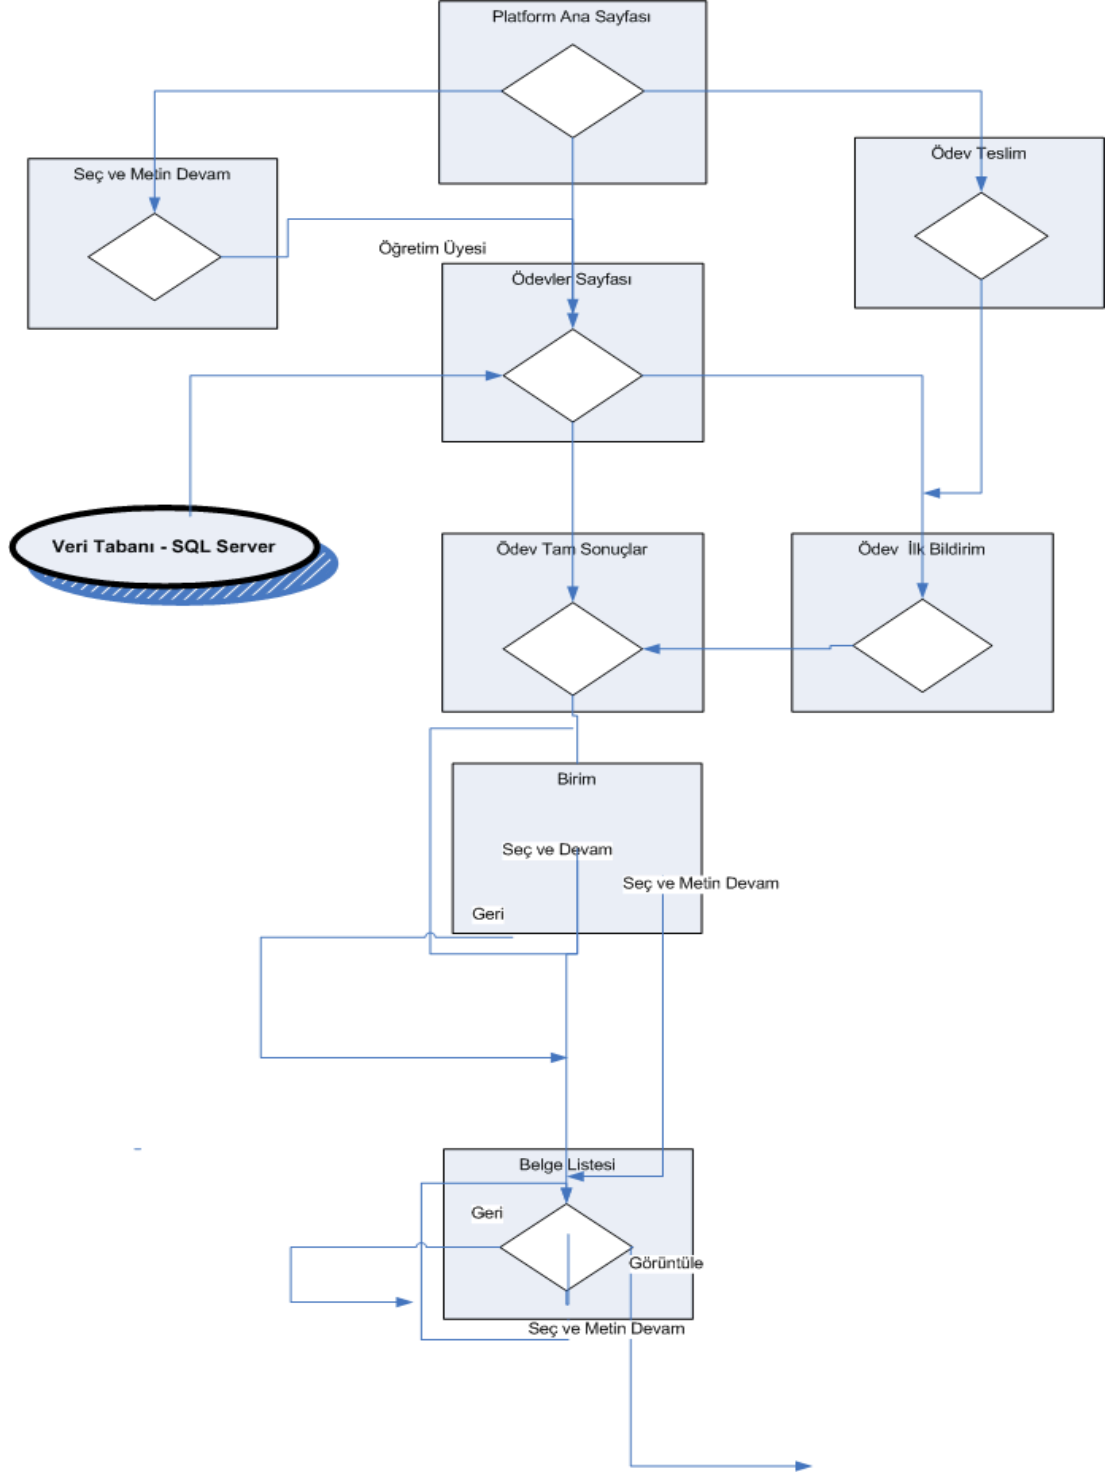 Platform Ana Sayfası
Seç ve Metin Devam
Ödev Teslim
Öğretim Üyesi
Ödevler Sayfası
Veri Tabanı - SQL Server
Ödev Tam Sonuçlar
Ödev İlk Bildirim
Birim
Seç ve Devam
Seç ve Metin Devam
Geri
Belge Listesi
Geri
Görüntüle
Seç ve Metin Devam